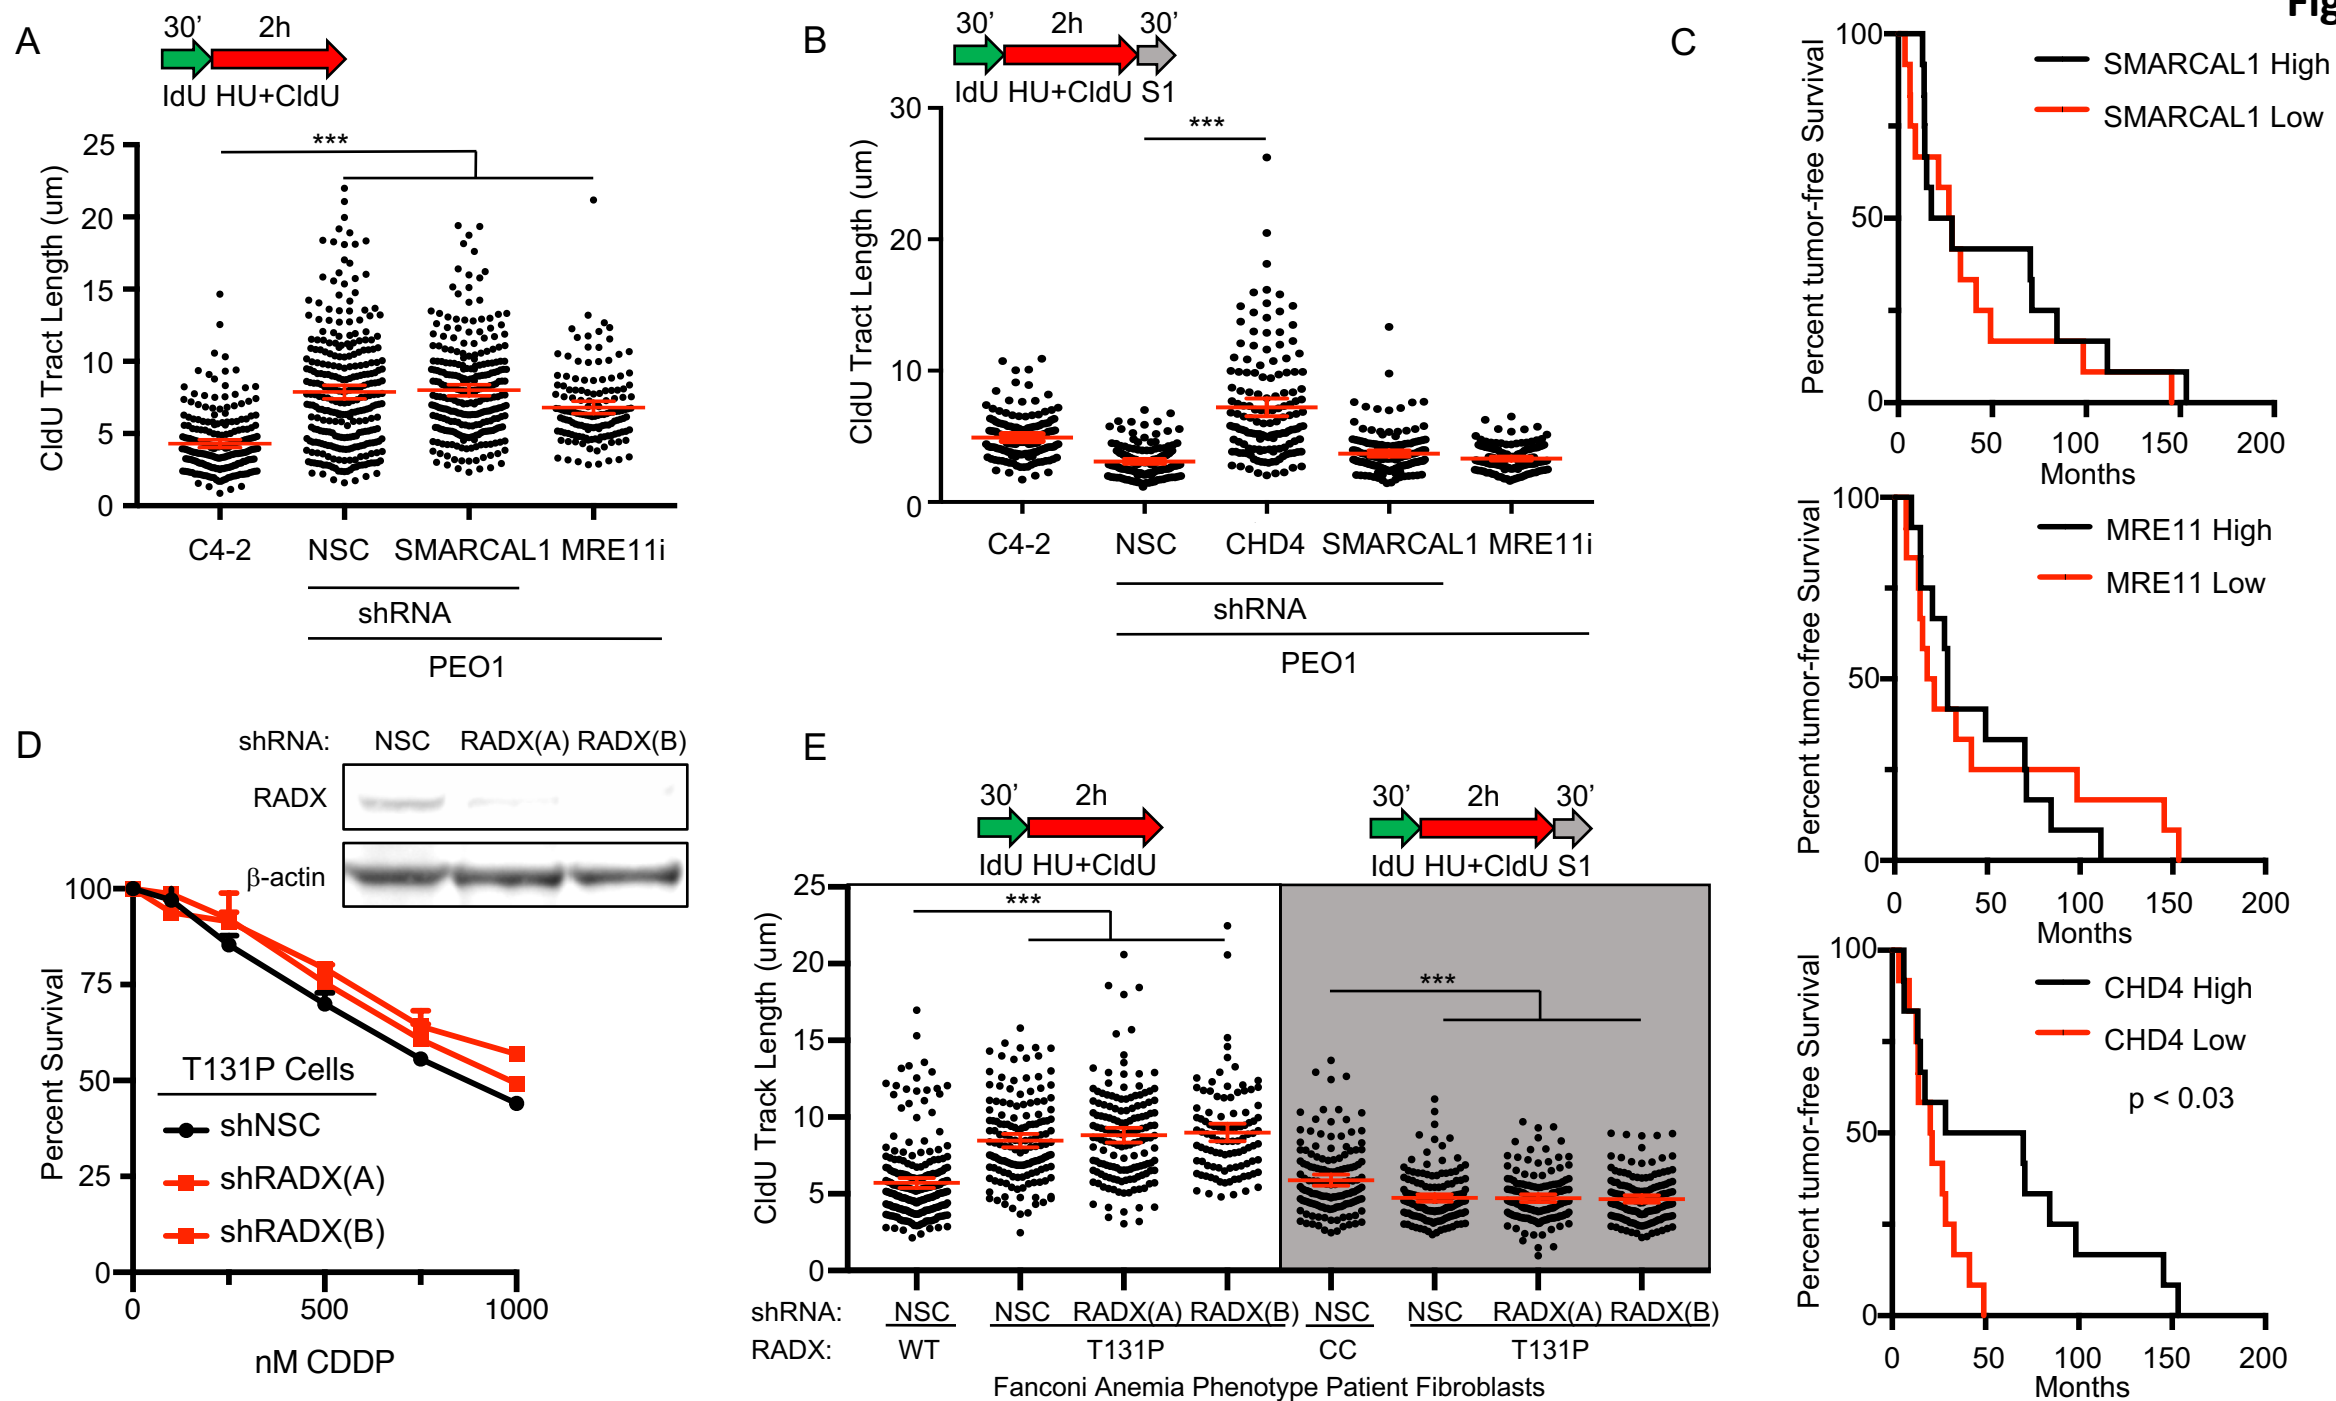 Fig
A
30’ 2h
IdU HU+CldU
***
CldU Tract Length (um)
25
20
15
10
5
0
C4-2 NSC SMARCAL1 MRE11i
shRNA
PEO1
B
30’ 2h 30’
IdU HU+CldU S1
***
CldU Tract Length (um)
30
20
10
0
C4-2 NSC CHD4 SMARCAL1 MRE11i
shRNA
PEO1
C
Percent tumor-free Survival
100
50
0
SMARCAL1 High
SMARCAL1 Low
0 50 100 150 200
Months
Percent tumor-free Survival
100
50
0
MRE11 High
MRE11 Low
0 50 100 150 200
Months
Percent tumor-free Survival
100
50
0
CHD4 High
CHD4 Low
p < 0.03
0 50 100 150 200
Months
D
shRNA: NSC RADX(A) RADX(B)
RADX
β-actin
Percent Survival
100
75
50
25
0
T131P Cells
shNSC
shRADX(A)
shRADX(B)
0 500 1000
nM CDDP
E
30’ 2h
IdU HU+CldU
30’ 2h 30’
IdU HU+CldU S1
CldU Track Length (um)
25
20
15
10
5
0
***
***
shRNA: NSC NSC RADX(A) RADX(B) NSC NSC RADX(A) RADX(B)
RADX: WT T131P CC T131P
Fanconi Anemia Phenotype Patient Fibroblasts